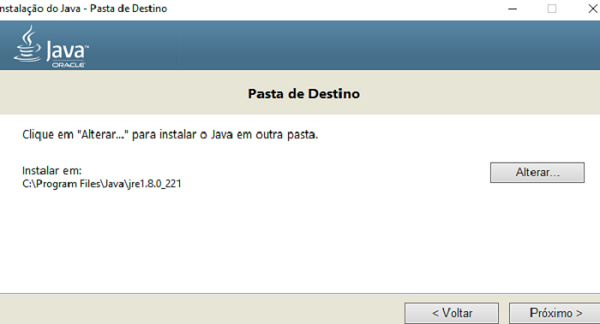 nstalação do Java - Pasta de Destino
Java
ORACLE
Pasta de Destino
Clique em "Alterar..." para instalar o Java em outra pasta.
Instalar em:
C:\Program Files\Java\jre1.8.0_221
Alterar...
< Voltar
Próximo >